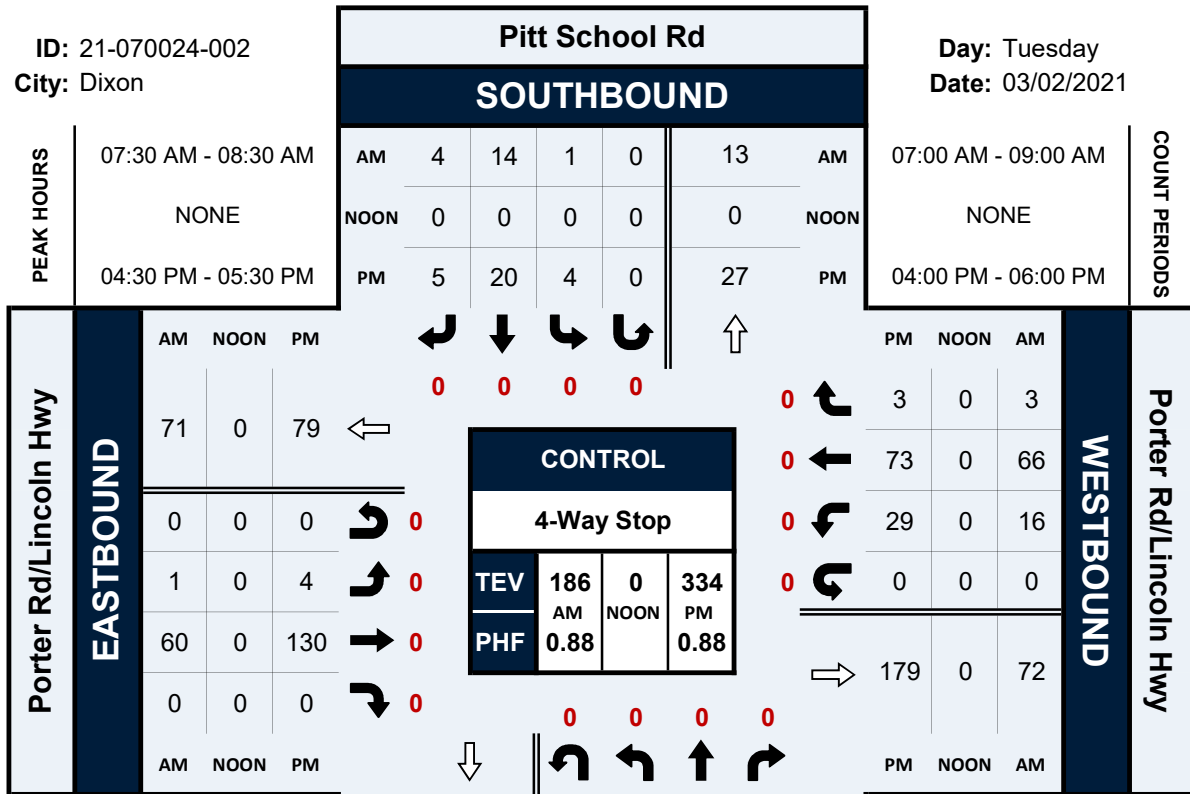 ID: 21-070024-002
City: Dixon
Pitt School Rd
SOUTHBOUND
Day: Tuesday
Date: 03/02/2021
PEAK HOURS
07:30 AM - 08:30 AM
NONE
04:30 PM - 05:30 PM
AM 4 14 1 0 13 AM
NOON 0 0 0 0 0 NOON
PM 5 20 4 0 27 PM
07:00 AM - 09:00 AM
NONE
04:00 PM - 06:00 PM
COUNT PERIODS
0 0 0 0
Porter Rd/Lincoln Hwy
EASTBOUND
AM NOON PM
71 0 79
0 0 0 0
1 0 4 0
60 0 130 0
0 0 0 0
AM NOON PM
CONTROL
4-Way Stop
TEV 186 0 334
AM NOON PM
PHF 0.88 0.88
PM NOON AM
0 3 0 3
0 73 0 66
0 29 0 16
0 0 0 0
179 0 72
PM NOON AM
WESTBOUND
Porter Rd/Lincoln Hwy
0 0 0 0